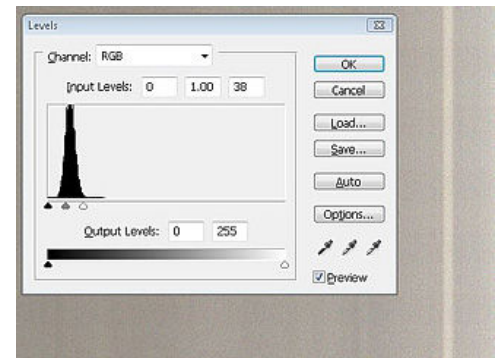 Levels
Channel: RGB
Input Levels: 0 1.00 38
Output Levels: 0 255
OK
Cancel
Load...
Save...
Auto
Options...
Preview